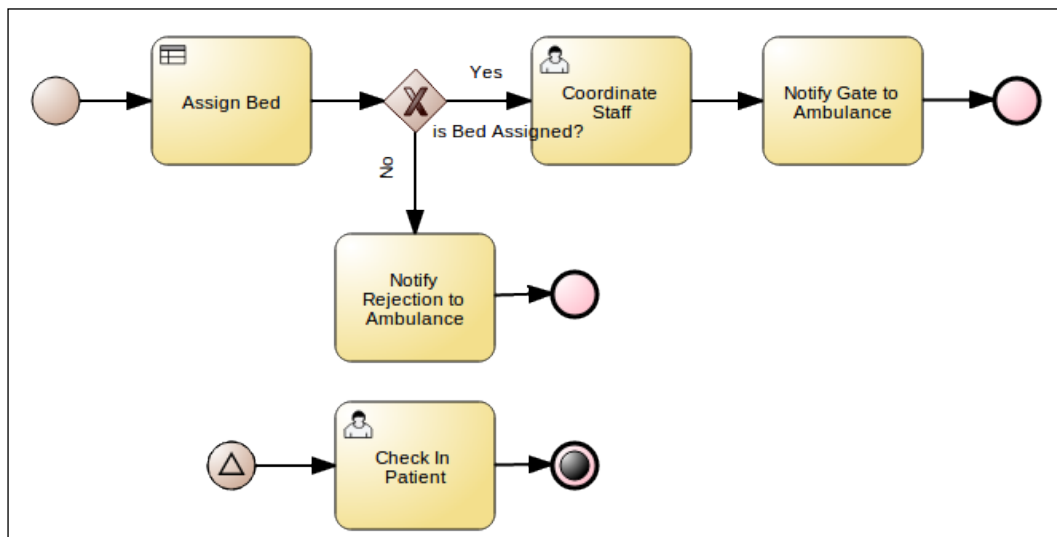 Assign Bed
Yes
is Bed Assigned?
No
Coordinate
Staff
Notify Gate to
Ambulance
Notify
Rejection to
Ambulance
Check In
Patient